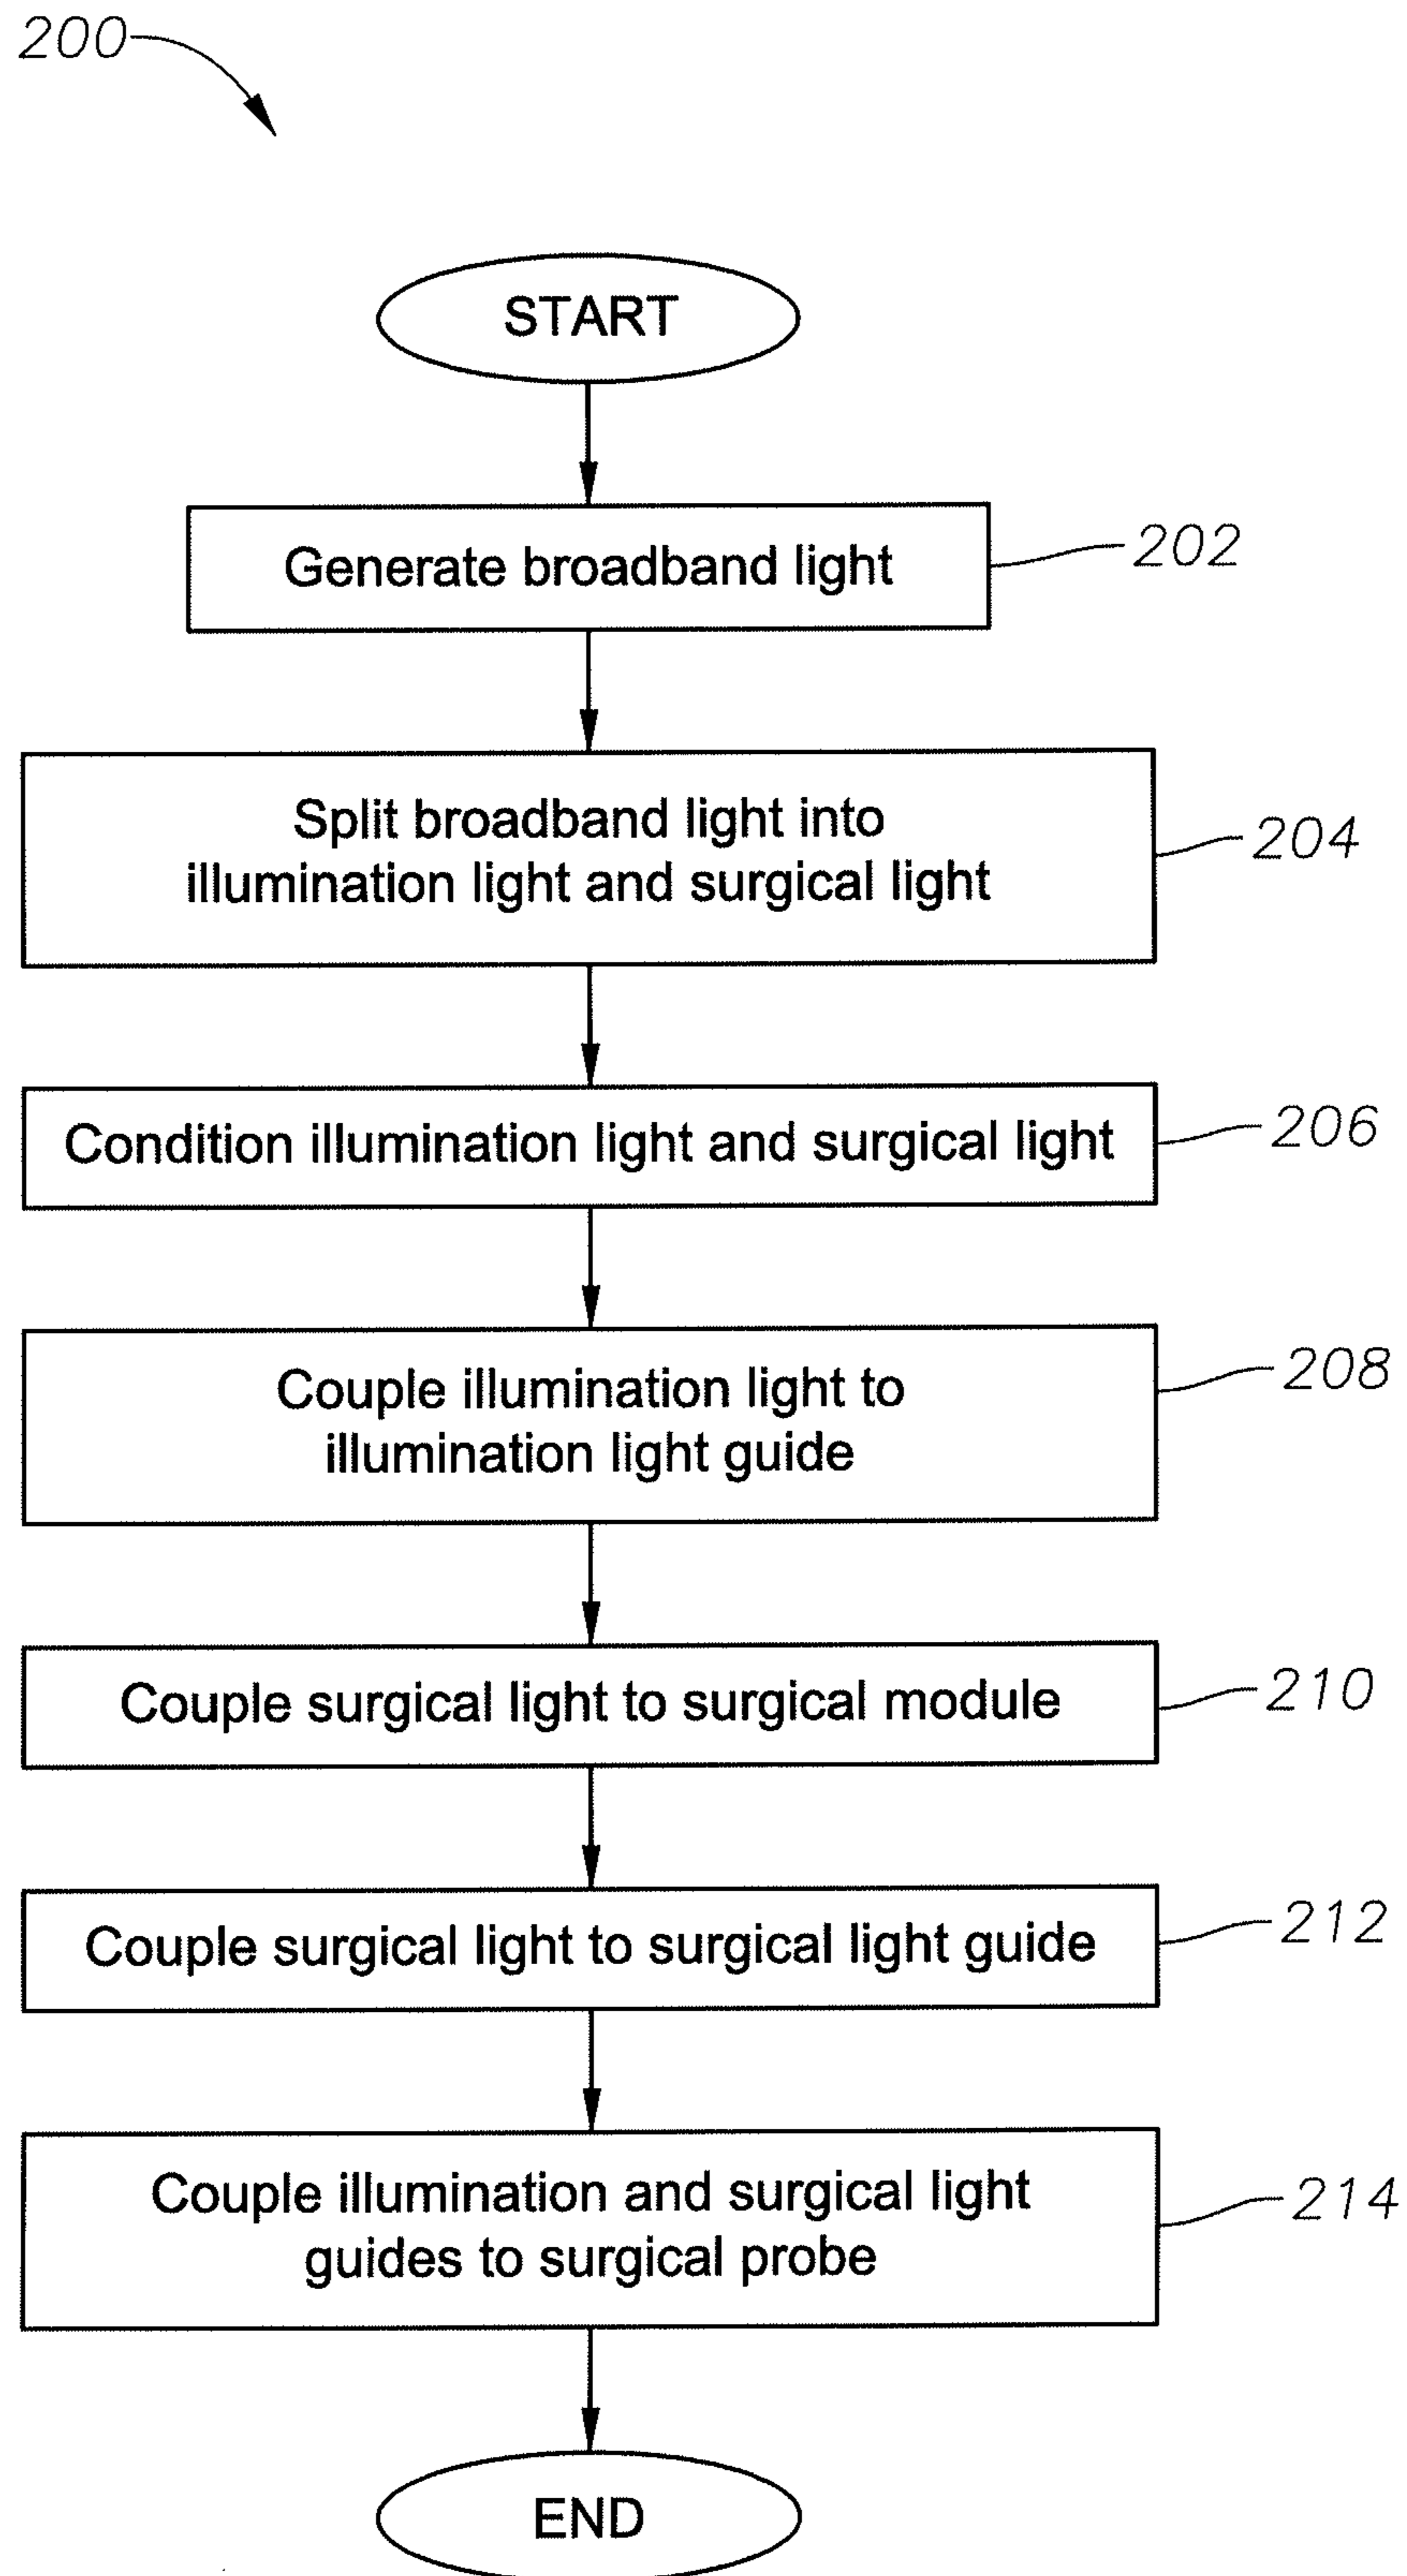 200
START
Generate broadband light
202
Split broadband light into
illumination light and surgical light
204
Condition illumination light and surgical light
206
Couple illumination light to
illumination light guide
208
Couple surgical light to surgical module
210
Couple surgical light to surgical light guide
212
Couple illumination and surgical light
guides to surgical probe
214
END